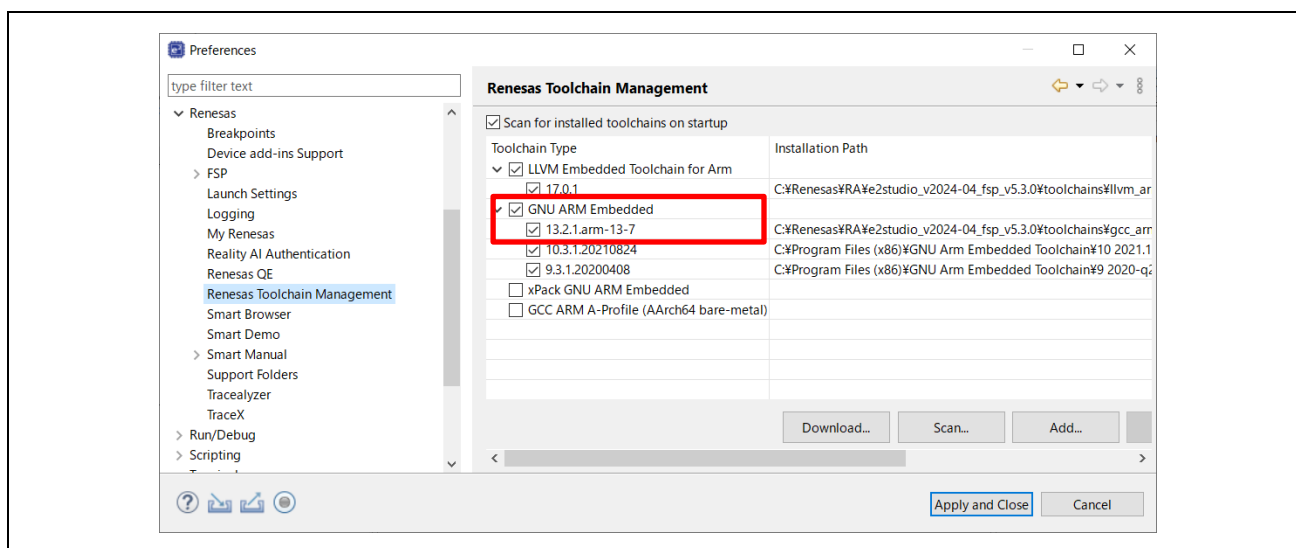 Preferences
type filter text
Renesas
Breakpoints
Device add-ins Support
FSP
Launch Settings
Logging
My Renesas
Reality AI Authentication
Renesas QE
Renesas Toolchain Management
Smart Browser
Smart Demo
Smart Manual
Support Folders
Tracealyzer
TraceX
Run/Debug
Scripting
Renesas Toolchain Management
Scan for installed toolchains on startup
Toolchain Type Installation Path
LLVM Embedded Toolchain for Arm
17.0.1 C:¥Renesas¥RA¥e2studio_v2024-04_fsp_v5.3.0¥toolchains¥llvm_ar
GNU ARM Embedded
13.2.1.arm-13-7 C:¥Renesas¥RA¥e2studio_v2024-04_fsp_v5.3.0¥toolchains¥gcc_arm
10.3.1.20210824 C:¥Program Files (x86)¥GNU Arm Embedded Toolchain¥10 2021.1
9.3.1.20200408 C:¥Program Files (x86)¥GNU Arm Embedded Toolchain¥9 2020-q2
xPack GNU ARM Embedded
GCC ARM A-Profile (AArch64 bare-metal)
Download... Scan... Add...
Apply and Close Cancel